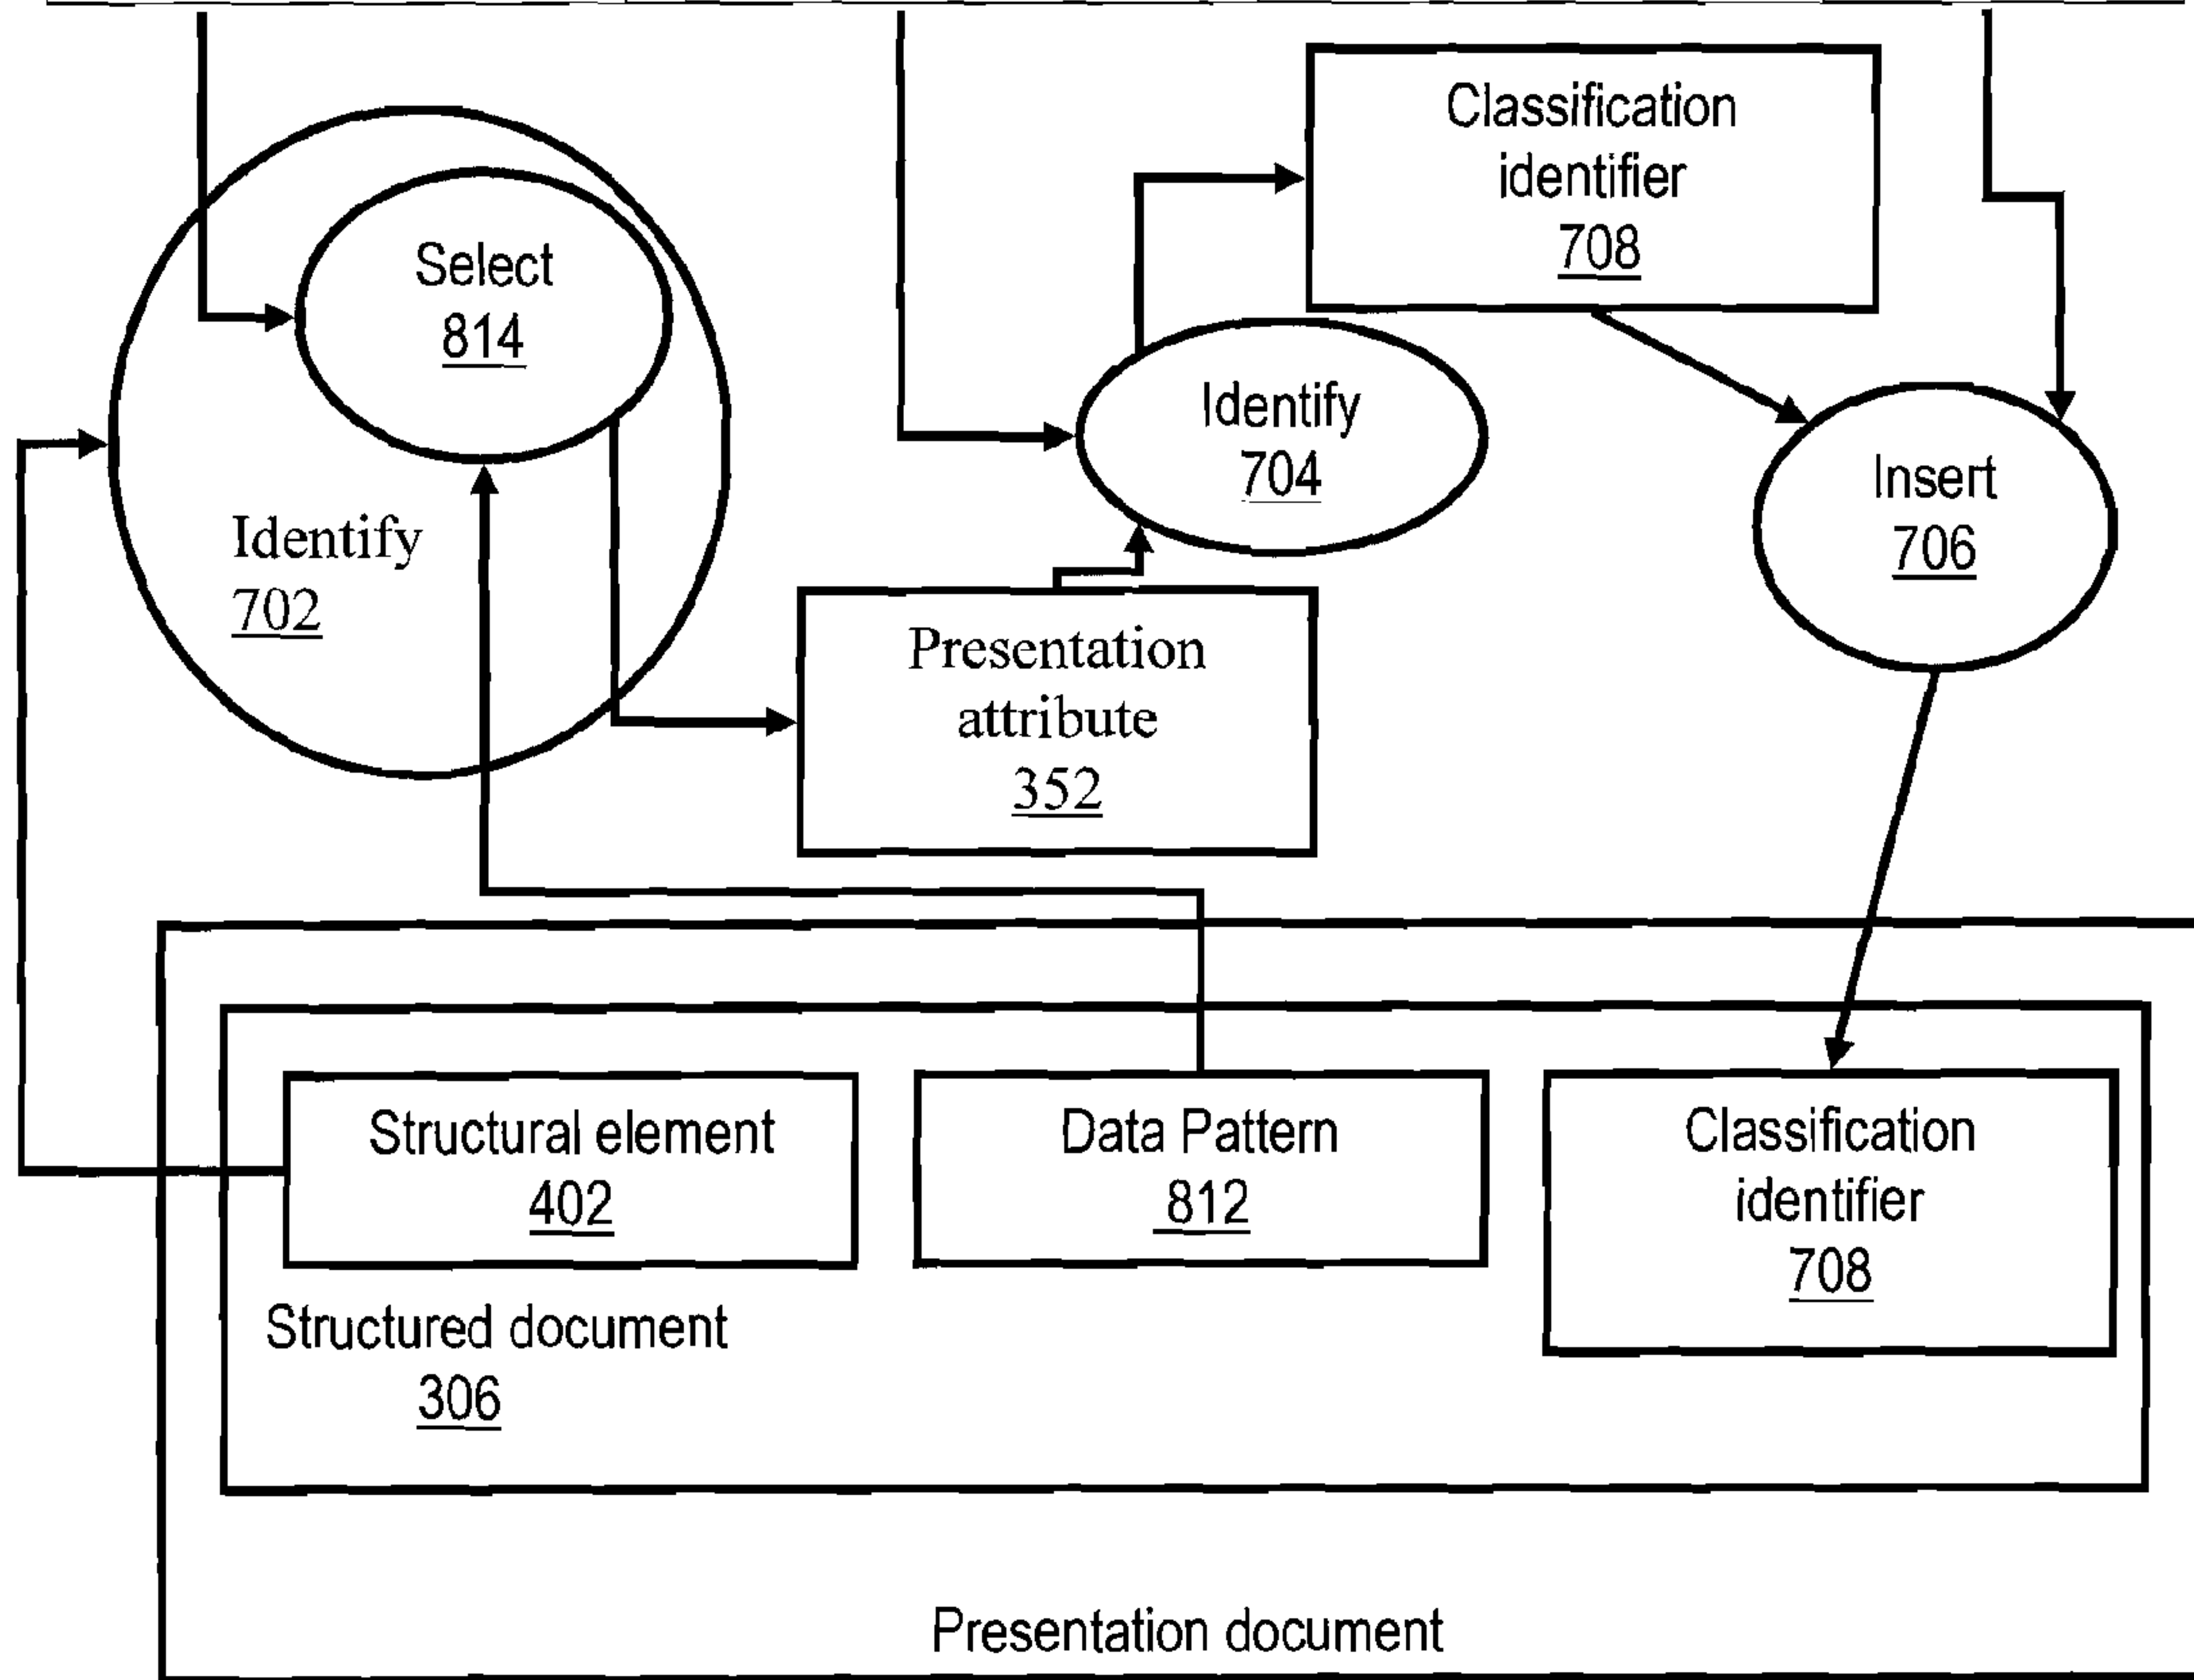 Classification
identifier
708
Select
814
Identify
704
Insert
706
Identify
702
Presentation
attribute
352
Structural element
402
Data Pattern
812
Classification
identifier
708
Structured document
306
Presentation document